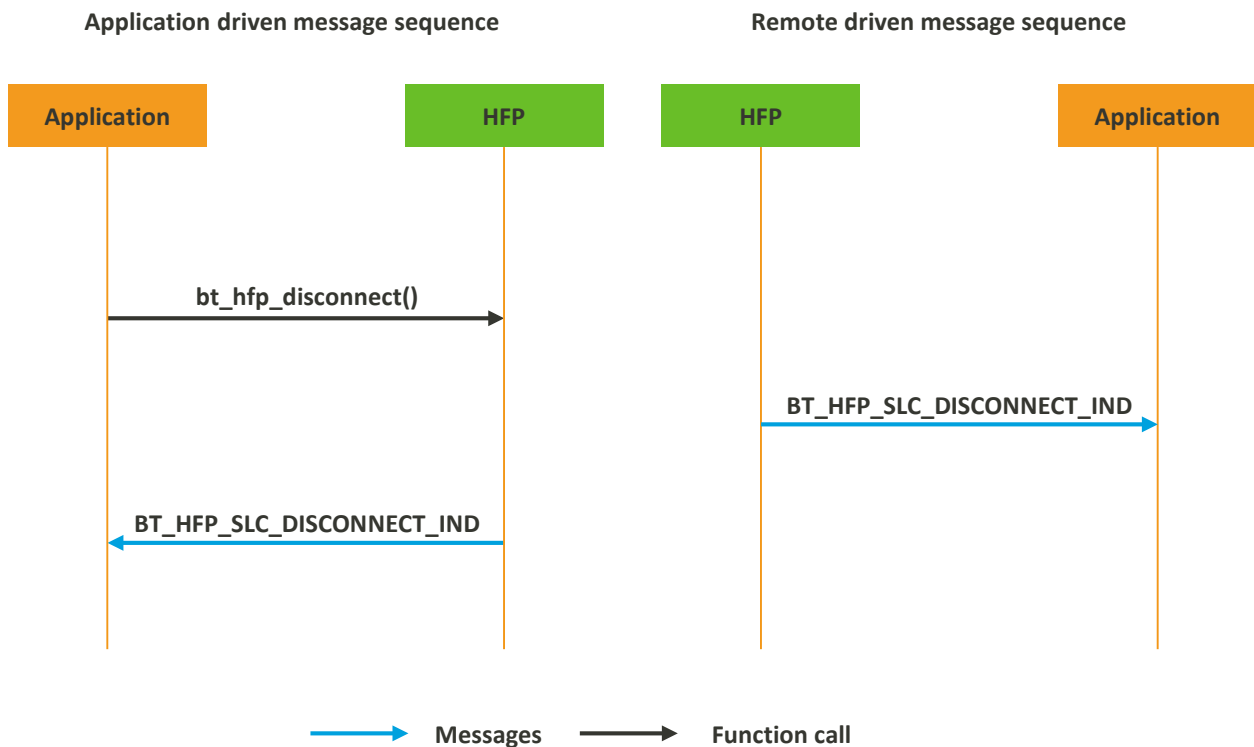 Application driven message sequence
Remote driven message sequence
Application
HFP
HFP
Application
bt_hfp_disconnect()
BT_HFP_SLC_DISCONNECT_IND
BT_HFP_SLC_DISCONNECT_IND
Messages
Function call